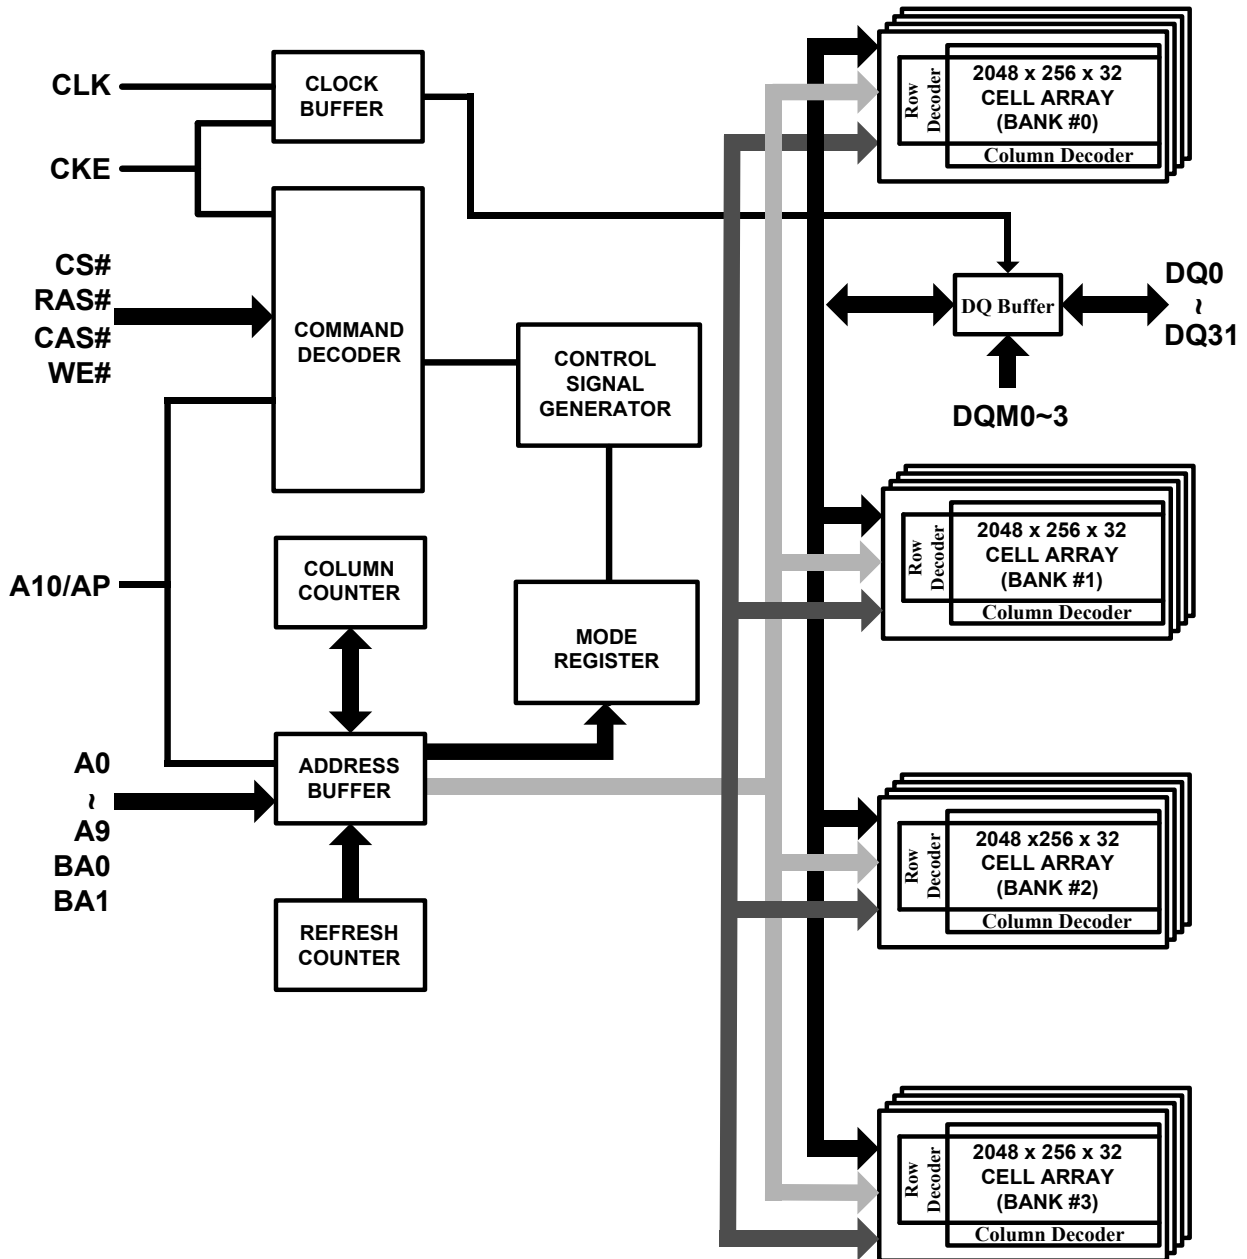 CLK
CKE
CLOCK
BUFFER
CS#
RAS#
CAS#
WE#
COMMAND
DECODER
CONTROL
SIGNAL
GENERATOR
A10/AP
COLUMN
COUNTER
MODE
REGISTER
A0
~
A9
BA0
BA1
ADDRESS
BUFFER
REFRESH
COUNTER
Row
Decoder
2048 x 256 x 32
CELL ARRAY
(BANK #0)
Column Decoder
DQ Buffer
DQ0
~
DQ31
DQM0~3
Row
Decoder
2048 x 256 x 32
CELL ARRAY
(BANK #1)
Column Decoder
Row
Decoder
2048 x256 x 32
CELL ARRAY
(BANK #2)
Column Decoder
Row
Decoder
2048 x 256 x 32
CELL ARRAY
(BANK #3)
Column Decoder